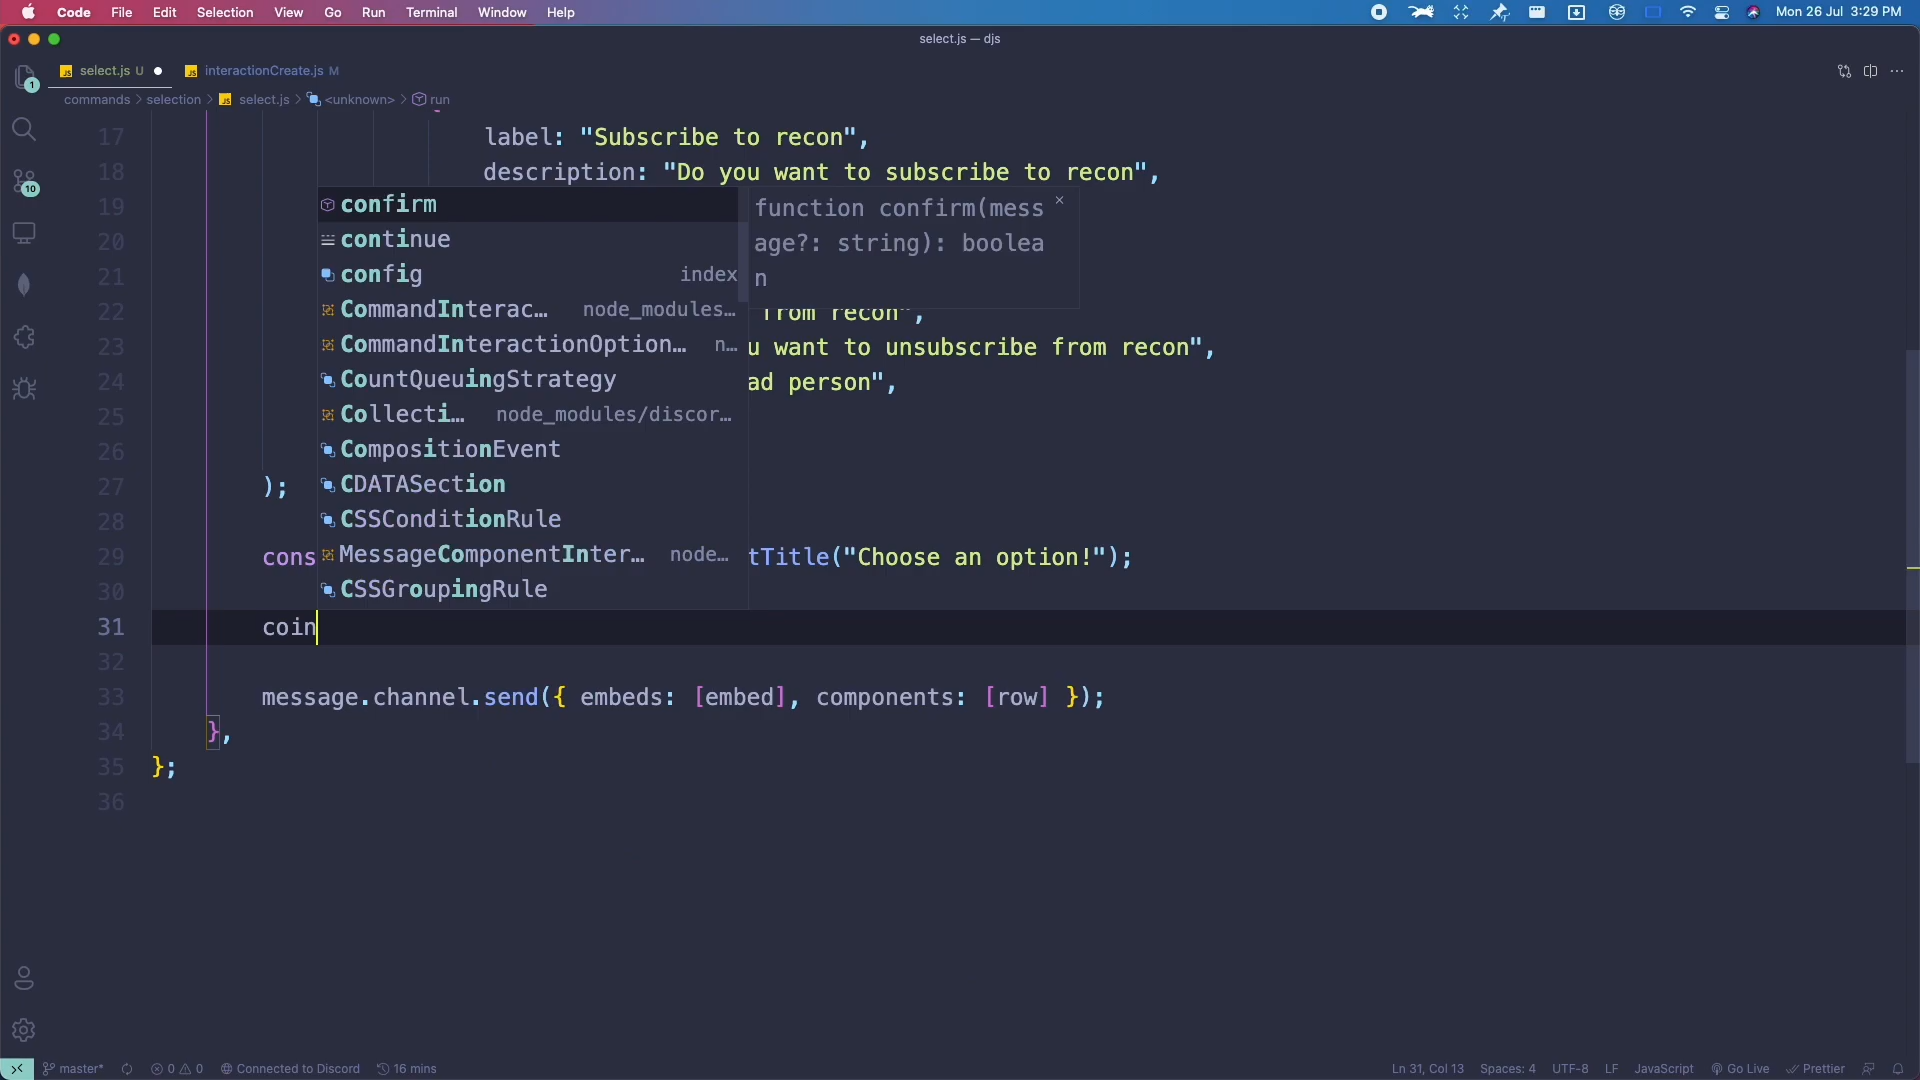 Code File Edit Selection View Go Run Terminal Window Help Mon 26 Jul 3:29 PM
select.js — djs
JS select.js U JS interactionCreate.js M
1
commands > selection > JS select.js > <unknown> > run
17 label: "Subscribe to recon",
18 description: "Do you want to subscribe to recon",
10
19 confirm function confirm(mess
20 continue age?: string): boolea
21 config index n
22 CommandInterac… node_modules… from recon",
23 CommandInteractionOption… n… u want to unsubscribe from recon",
24 CountQueuingStrategy ad person",
25 Collecti… node_modules/discor…
26 CompositionEvent
27 ); CDATASection
28 CSSConditionRule
29 cons MessageComponentInter… node… tTitle("Choose an option!");
30 CSSGroupingRule
31 coin
32
33 message.channel.send({ embeds: [embed], components: [row] });
34 },
35 };
36
master* 0 0 Connected to Discord 16 mins Ln 31, Col 13 Spaces: 4 UTF-8 LF JavaScript Go Live Prettier